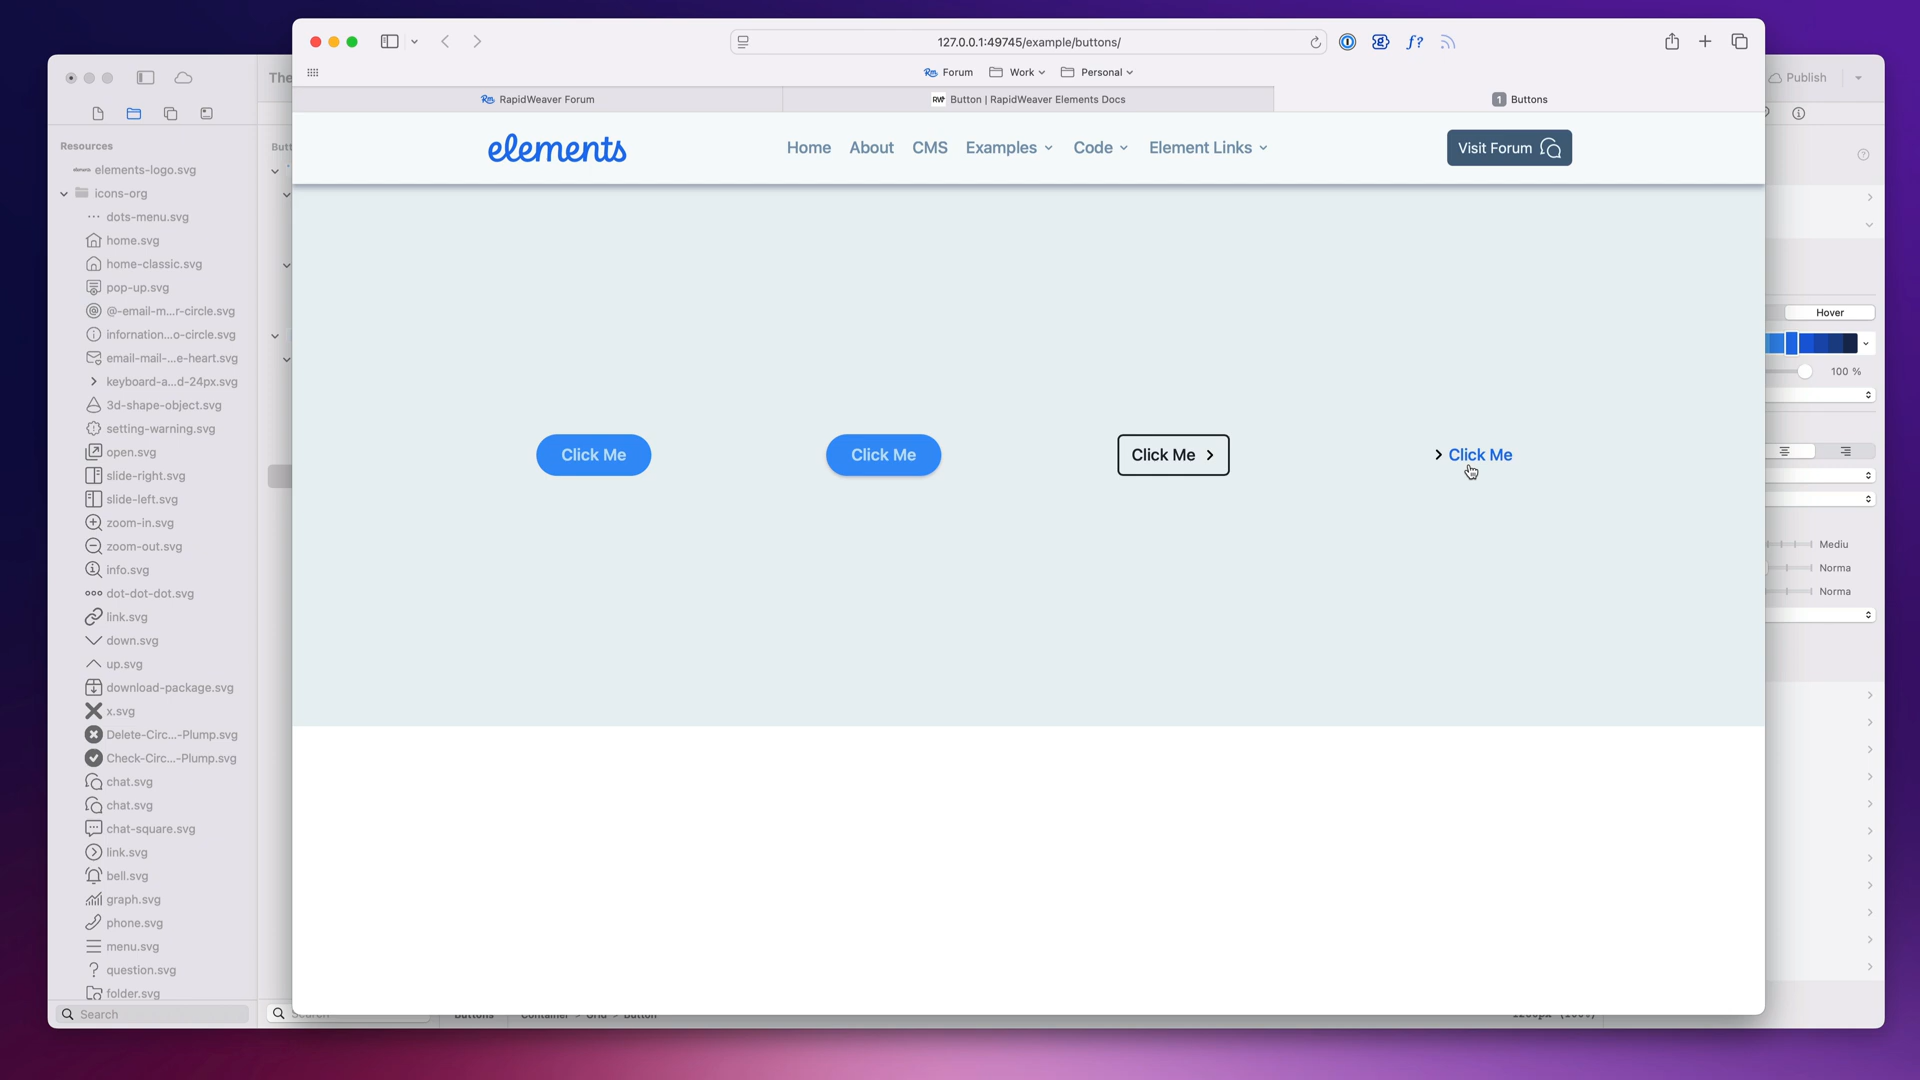 127.0.0.1:49745/example/buttons/
Forum
Work
Personal
RapidWeaver Forum
Button | RapidWeaver Elements Docs
1 Buttons
elements
Home
About
CMS
Examples
Code
Element Links
Visit Forum
Click Me
Click Me
Click Me
Click Me
The
Publish
Resources
Butt
elements-logo.svg
icons-org
dots-menu.svg
home.svg
home-classic.svg
pop-up.svg
@-email-m...r-circle.svg
infornation...o-circle.svg
email-mail-...e-heart.svg
keyboard-a...d-24px.svg
3d-shape-object.svg
setting-warning.svg
open.svg
slide-right.svg
slide-left.svg
zoom-in.svg
zoom-out.svg
info.svg
dot-dot-dot.svg
link.svg
down.svg
up.svg
download-package.svg
x.svg
Delete-Circ...-Plump.svg
Check-Circ...-Plump.svg
chat.svg
chat.svg
chat-square.svg
link.svg
bell.svg
graph.svg
phone.svg
menu.svg
question.svg
folder.svg
Search
Hover
100 %
Mediu
Norma
Norma